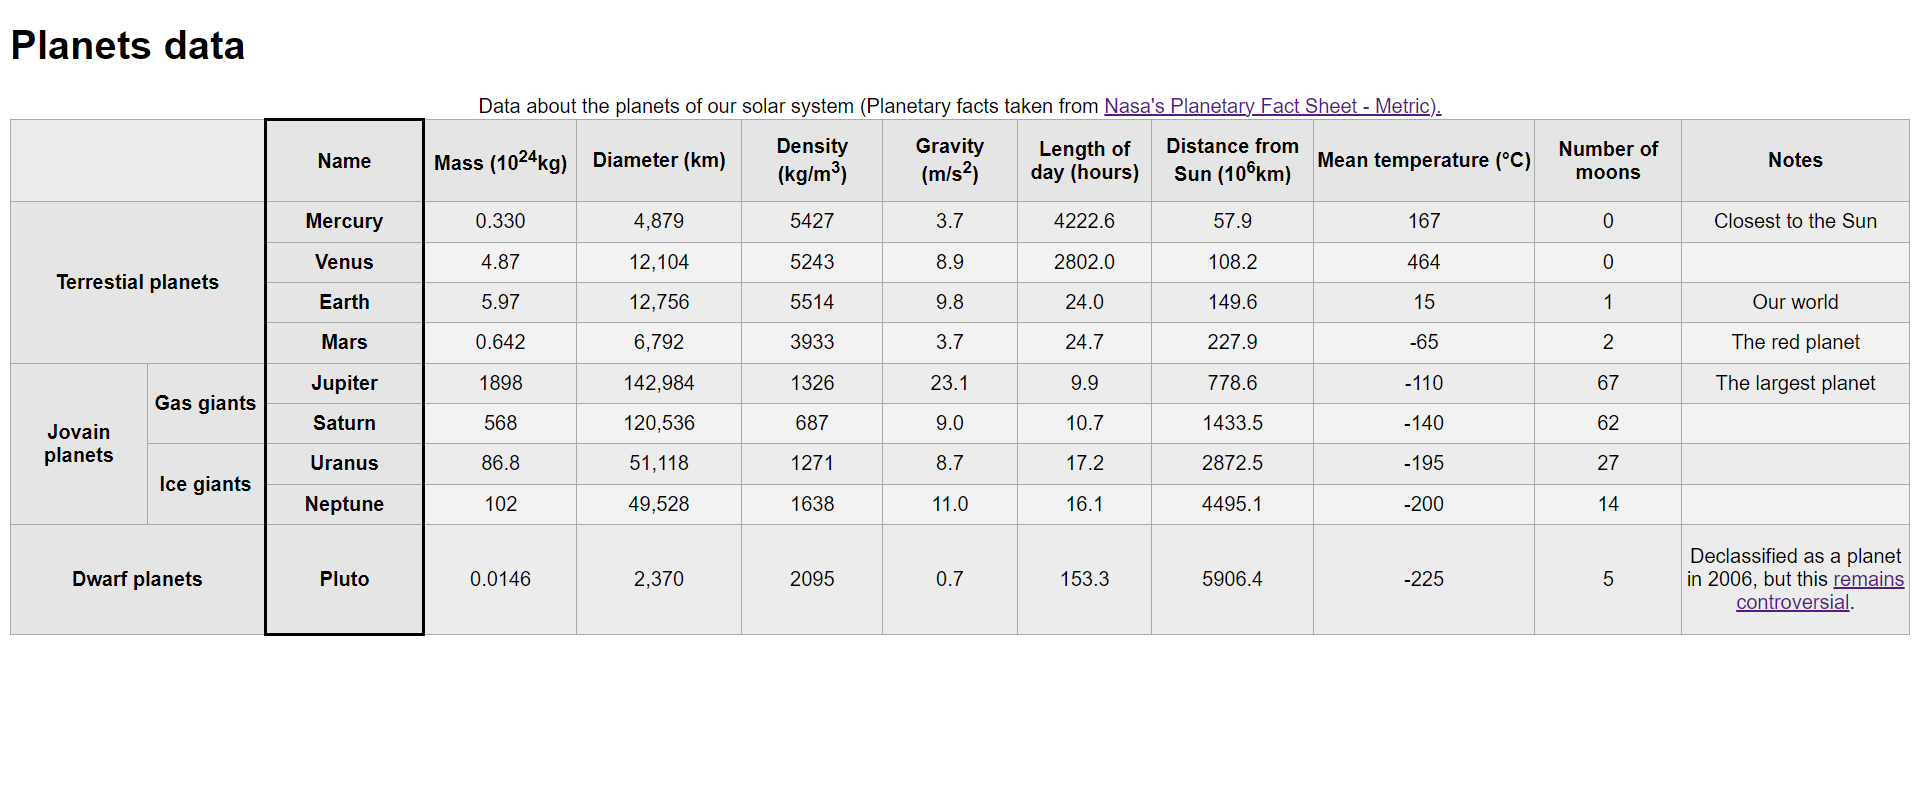 Planets data
Data about the planets of our solar system (Planetary facts taken from Nasa's Planetary Fact Sheet - Metric).
Name Mass (10²⁴kg) Diameter (km) Density (kg/m³) Gravity (m/s²) Length of day (hours) Distance from Sun (10⁶km) Mean temperature (°C) Number of moons Notes
Terrestial planets
Mercury 0.330 4,879 5427 3.7 4222.6 57.9 167 0 Closest to the Sun
Venus 4.87 12,104 5243 8.9 2802.0 108.2 464 0
Earth 5.97 12,756 5514 9.8 24.0 149.6 15 1 Our world
Mars 0.642 6,792 3933 3.7 24.7 227.9 -65 2 The red planet
Jovain planets
Gas giants
Jupiter 1898 142,984 1326 23.1 9.9 778.6 -110 67 The largest planet
Saturn 568 120,536 687 9.0 10.7 1433.5 -140 62
Ice giants
Uranus 86.8 51,118 1271 8.7 17.2 2872.5 -195 27
Neptune 102 49,528 1638 11.0 16.1 4495.1 -200 14
Dwarf planets
Pluto 0.0146 2,370 2095 0.7 153.3 5906.4 -225 5 Declassified as a planet in 2006, but this remains controversial.